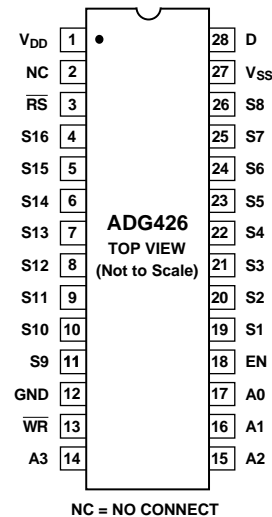 VDD 1 28 D
NC 2 27 VSS
R̅S̅ 3 26 S8
S16 4 25 S7
S15 5 24 S6
S14 6 23 S5
S13 7 ADG426 22 S4
TOP VIEW
S12 8 (Not to Scale) 21 S3
S11 9 20 S2
S10 10 19 S1
S9 11 18 EN
GND 12 17 A0
W̅R̅ 13 16 A1
A3 14 15 A2
NC = NO CONNECT